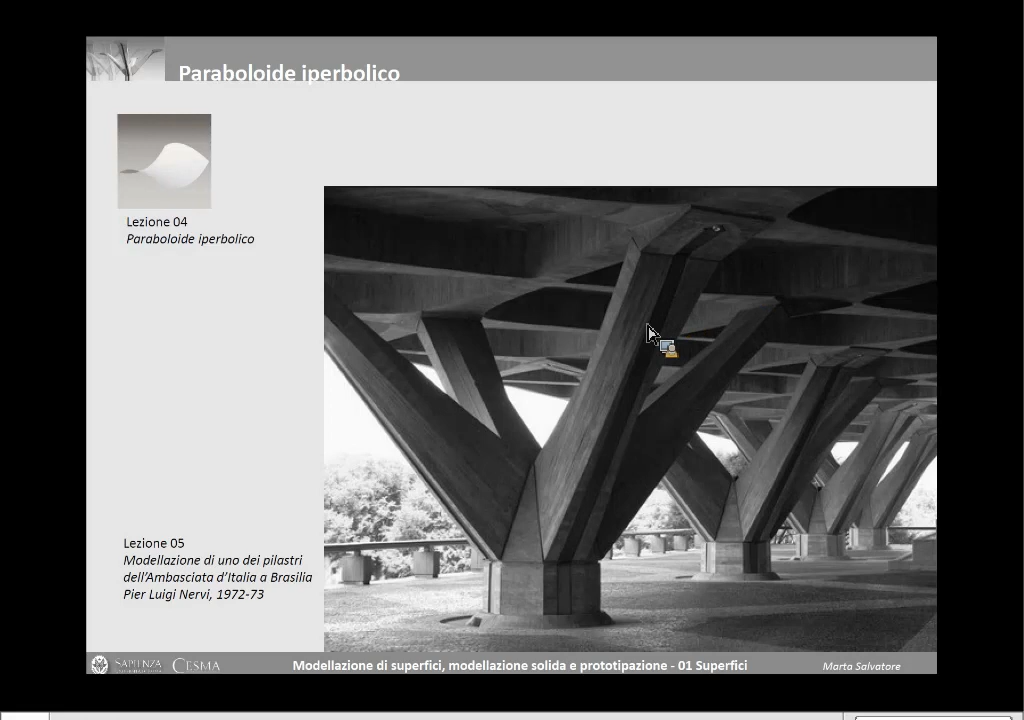 Paraboloide iperbolico
Lezione 04
Paraboloide iperbolico
Lezione 05
Modellazione di uno dei pilastri
dell'Ambasciata d'Italia a Brasilia
Pier Luigi Nervi, 1972-73
SAPIENZA
CESMA
Modellazione di superfici, modellazione solida e prototipazione - 01 Superfici
Marta Salvatore